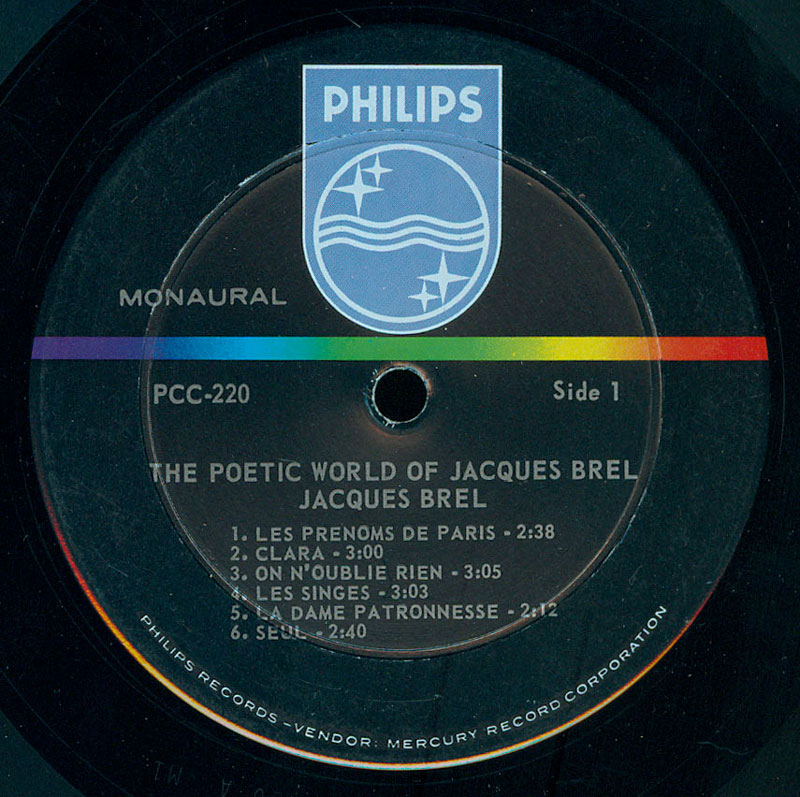 PHILIPS
MONAURAL
PCC-220
Side 1
THE POETIC WORLD OF JACQUES BREL
JACQUES BREL
1. LES PRENOMS DE PARIS - 2:38
2. CLARA - 3:00
3. ON N'OUBLIE RIEN - 3:05
4. LES SINGES - 3:03
5. LA DAME PATRONNESSE - 2:12
6. SEUL - 2:40
PHILIPS RECORDS - VENDOR: MERCURY RECORD CORPORATION